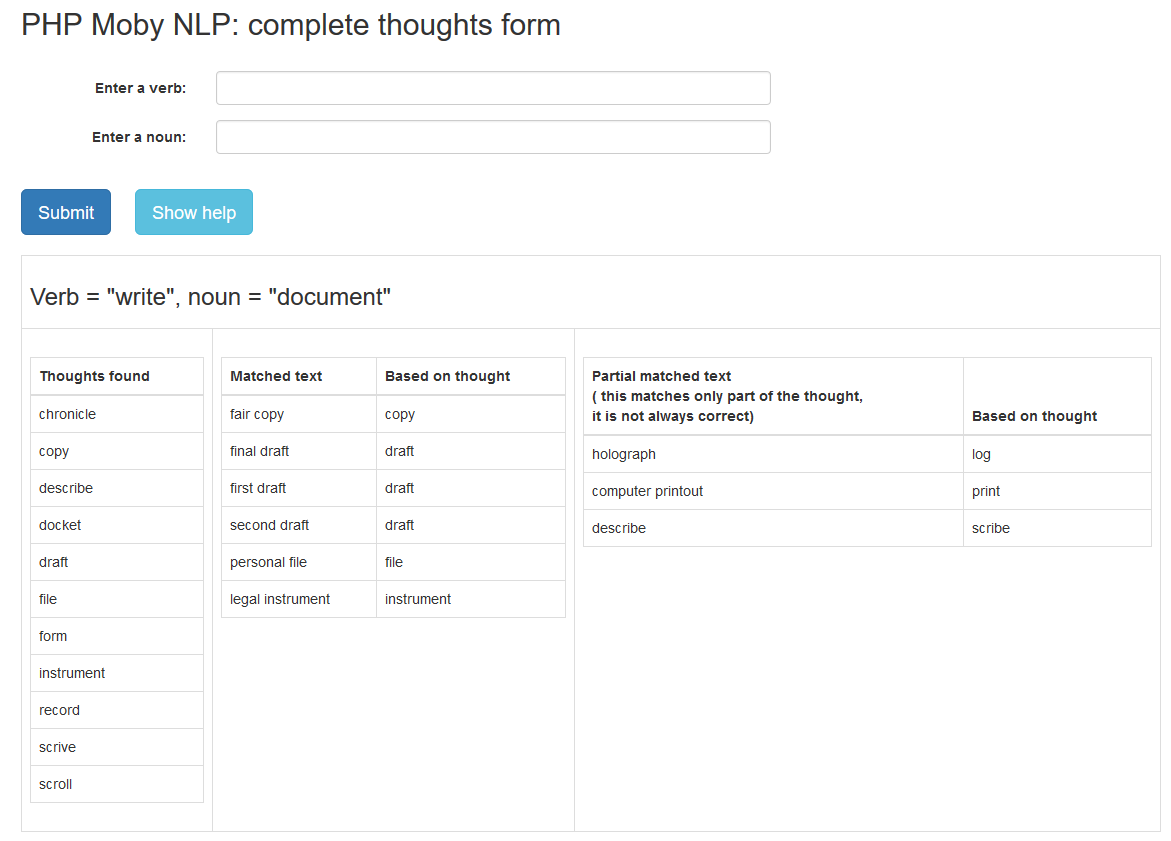 PHP Moby NLP: complete thoughts form
Enter a verb:
Enter a noun:
Submit Show help
Verb = "write", noun = "document"
Thoughts found
chronicle
copy
describe
docket
draft
file
form
instrument
record
scrive
scroll
Matched text Based on thought
fair copy copy
final draft draft
first draft draft
second draft draft
personal file file
legal instrument instrument
Partial matched text
( this matches only part of the thought,
it is not always correct) Based on thought
holograph log
computer printout print
describe scribe